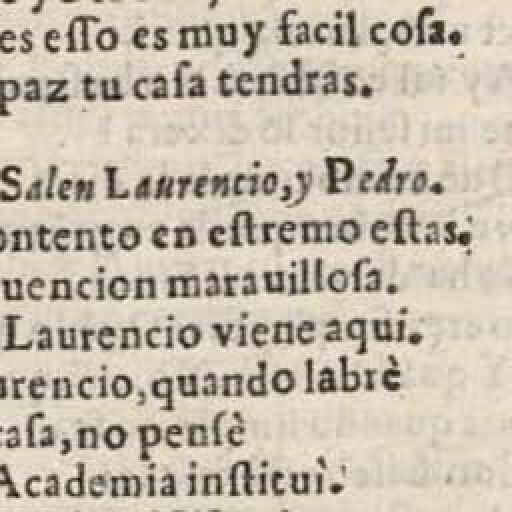 es esſo es muy facil coſa.
paz tu caſa tendras.
Salen Laurencio, y Pedro.
ontento en eſtremo eſtas.
uencion marauilloſa.
Laurencio viene aqui.
urencio, quando labrè
caſa, no penſè
Academia inſtituì.